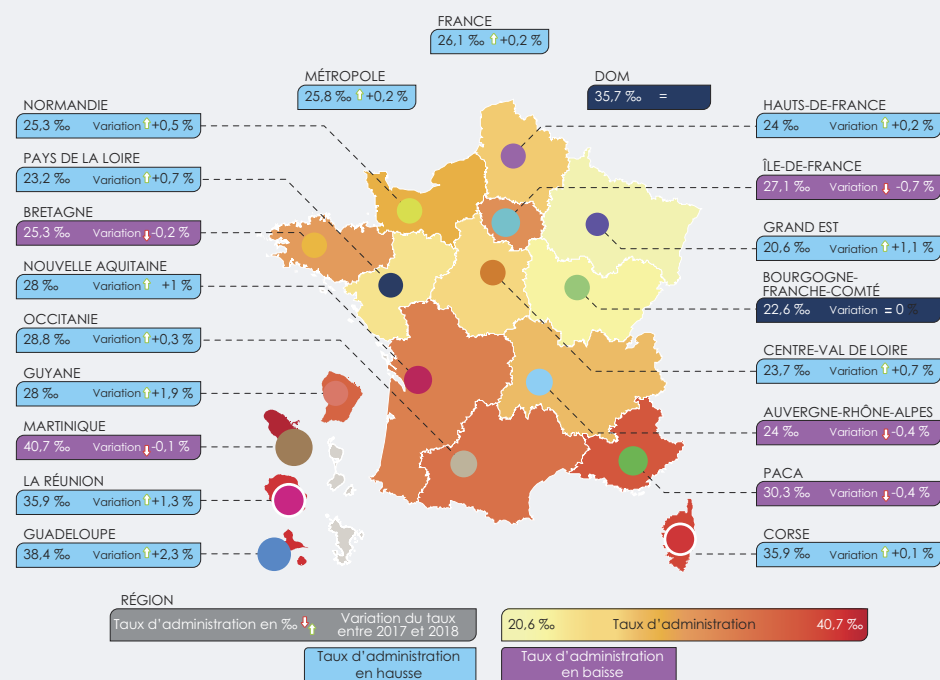 FRANCE
26,1 ‰ +0,2 %
MÉTROPOLE
25,8 ‰ +0,2 %
DOM
35,7 ‰ =
NORMANDIE
25,3 ‰ Variation +0,5 %
PAYS DE LA LOIRE
23,2 ‰ Variation +0,7 %
BRETAGNE
25,3 ‰ Variation -0,2 %
NOUVELLE AQUITAINE
28 ‰ Variation +1 %
OCCITANIE
28,8 ‰ Variation +0,3 %
GUYANE
28 ‰ Variation +1,9 %
MARTINIQUE
40,7 ‰ Variation -0,1 %
LA RÉUNION
35,9 ‰ Variation +1,3 %
GUADELOUPE
38,4 ‰ Variation +2,3 %
HAUTS-DE-FRANCE
24 ‰ Variation +0,2 %
ÎLE-DE-FRANCE
27,1 ‰ Variation -0,7 %
GRAND EST
20,6 ‰ Variation +1,1 %
BOURGOGNE-
FRANCHE-COMTÉ
22,6 ‰ Variation = 0 %
CENTRE-VAL DE LOIRE
23,7 ‰ Variation +0,7 %
AUVERGNE-RHÔNE-ALPES
24 ‰ Variation -0,4 %
PACA
30,3 ‰ Variation -0,4 %
CORSE
35,9 ‰ Variation +0,1 %
RÉGION
Taux d'administration en ‰ Variation du taux
entre 2017 et 2018
20,6 ‰ Taux d'administration 40,7 ‰
Taux d'administration
en hausse
Taux d'administration
en baisse